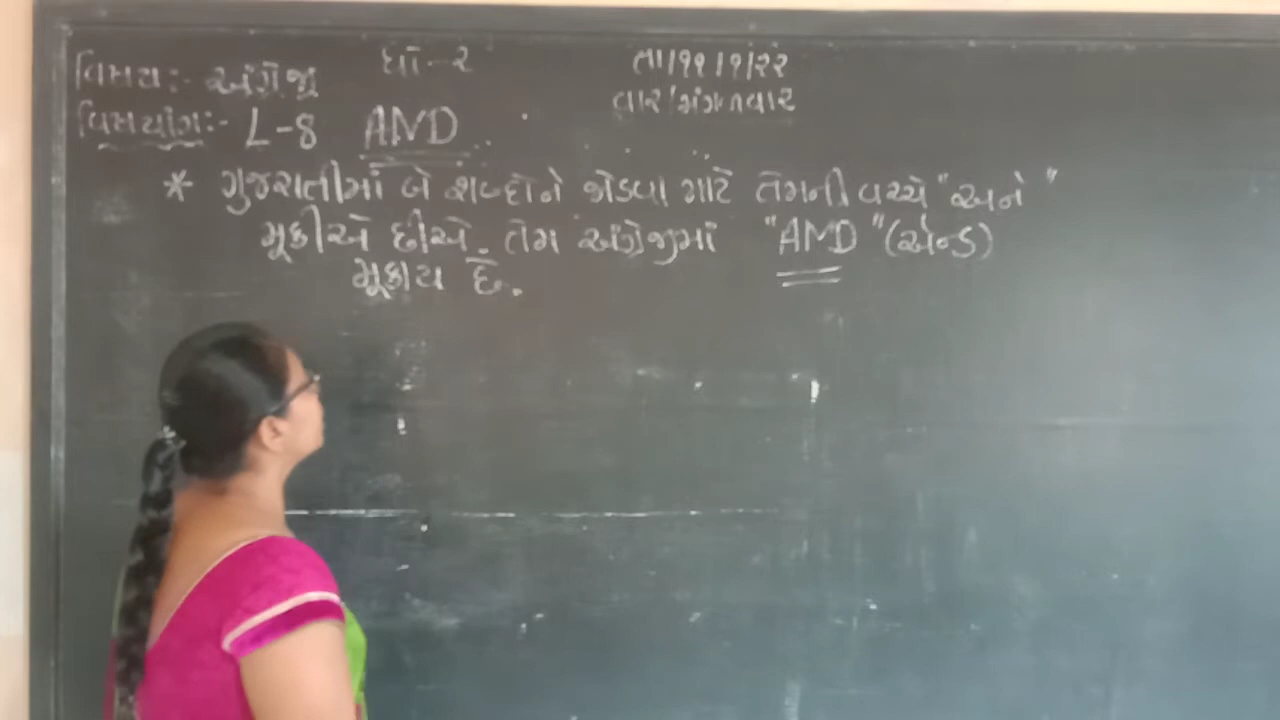 ધો-૨
તા/૧૧/૧/૨૨
વિષય:- અંગ્રેજી
વાર/મંગળવાર
વિષયાંગ:- L-8 AND
* ગુજરાતીમાં બે શબ્દોને જોડવા માટે તેમની વચ્ચે "અને"
મૂકીએ છીએ. તેમ અંગ્રેજીમાં "AND" (એન્ડ)
મૂકાય છે.